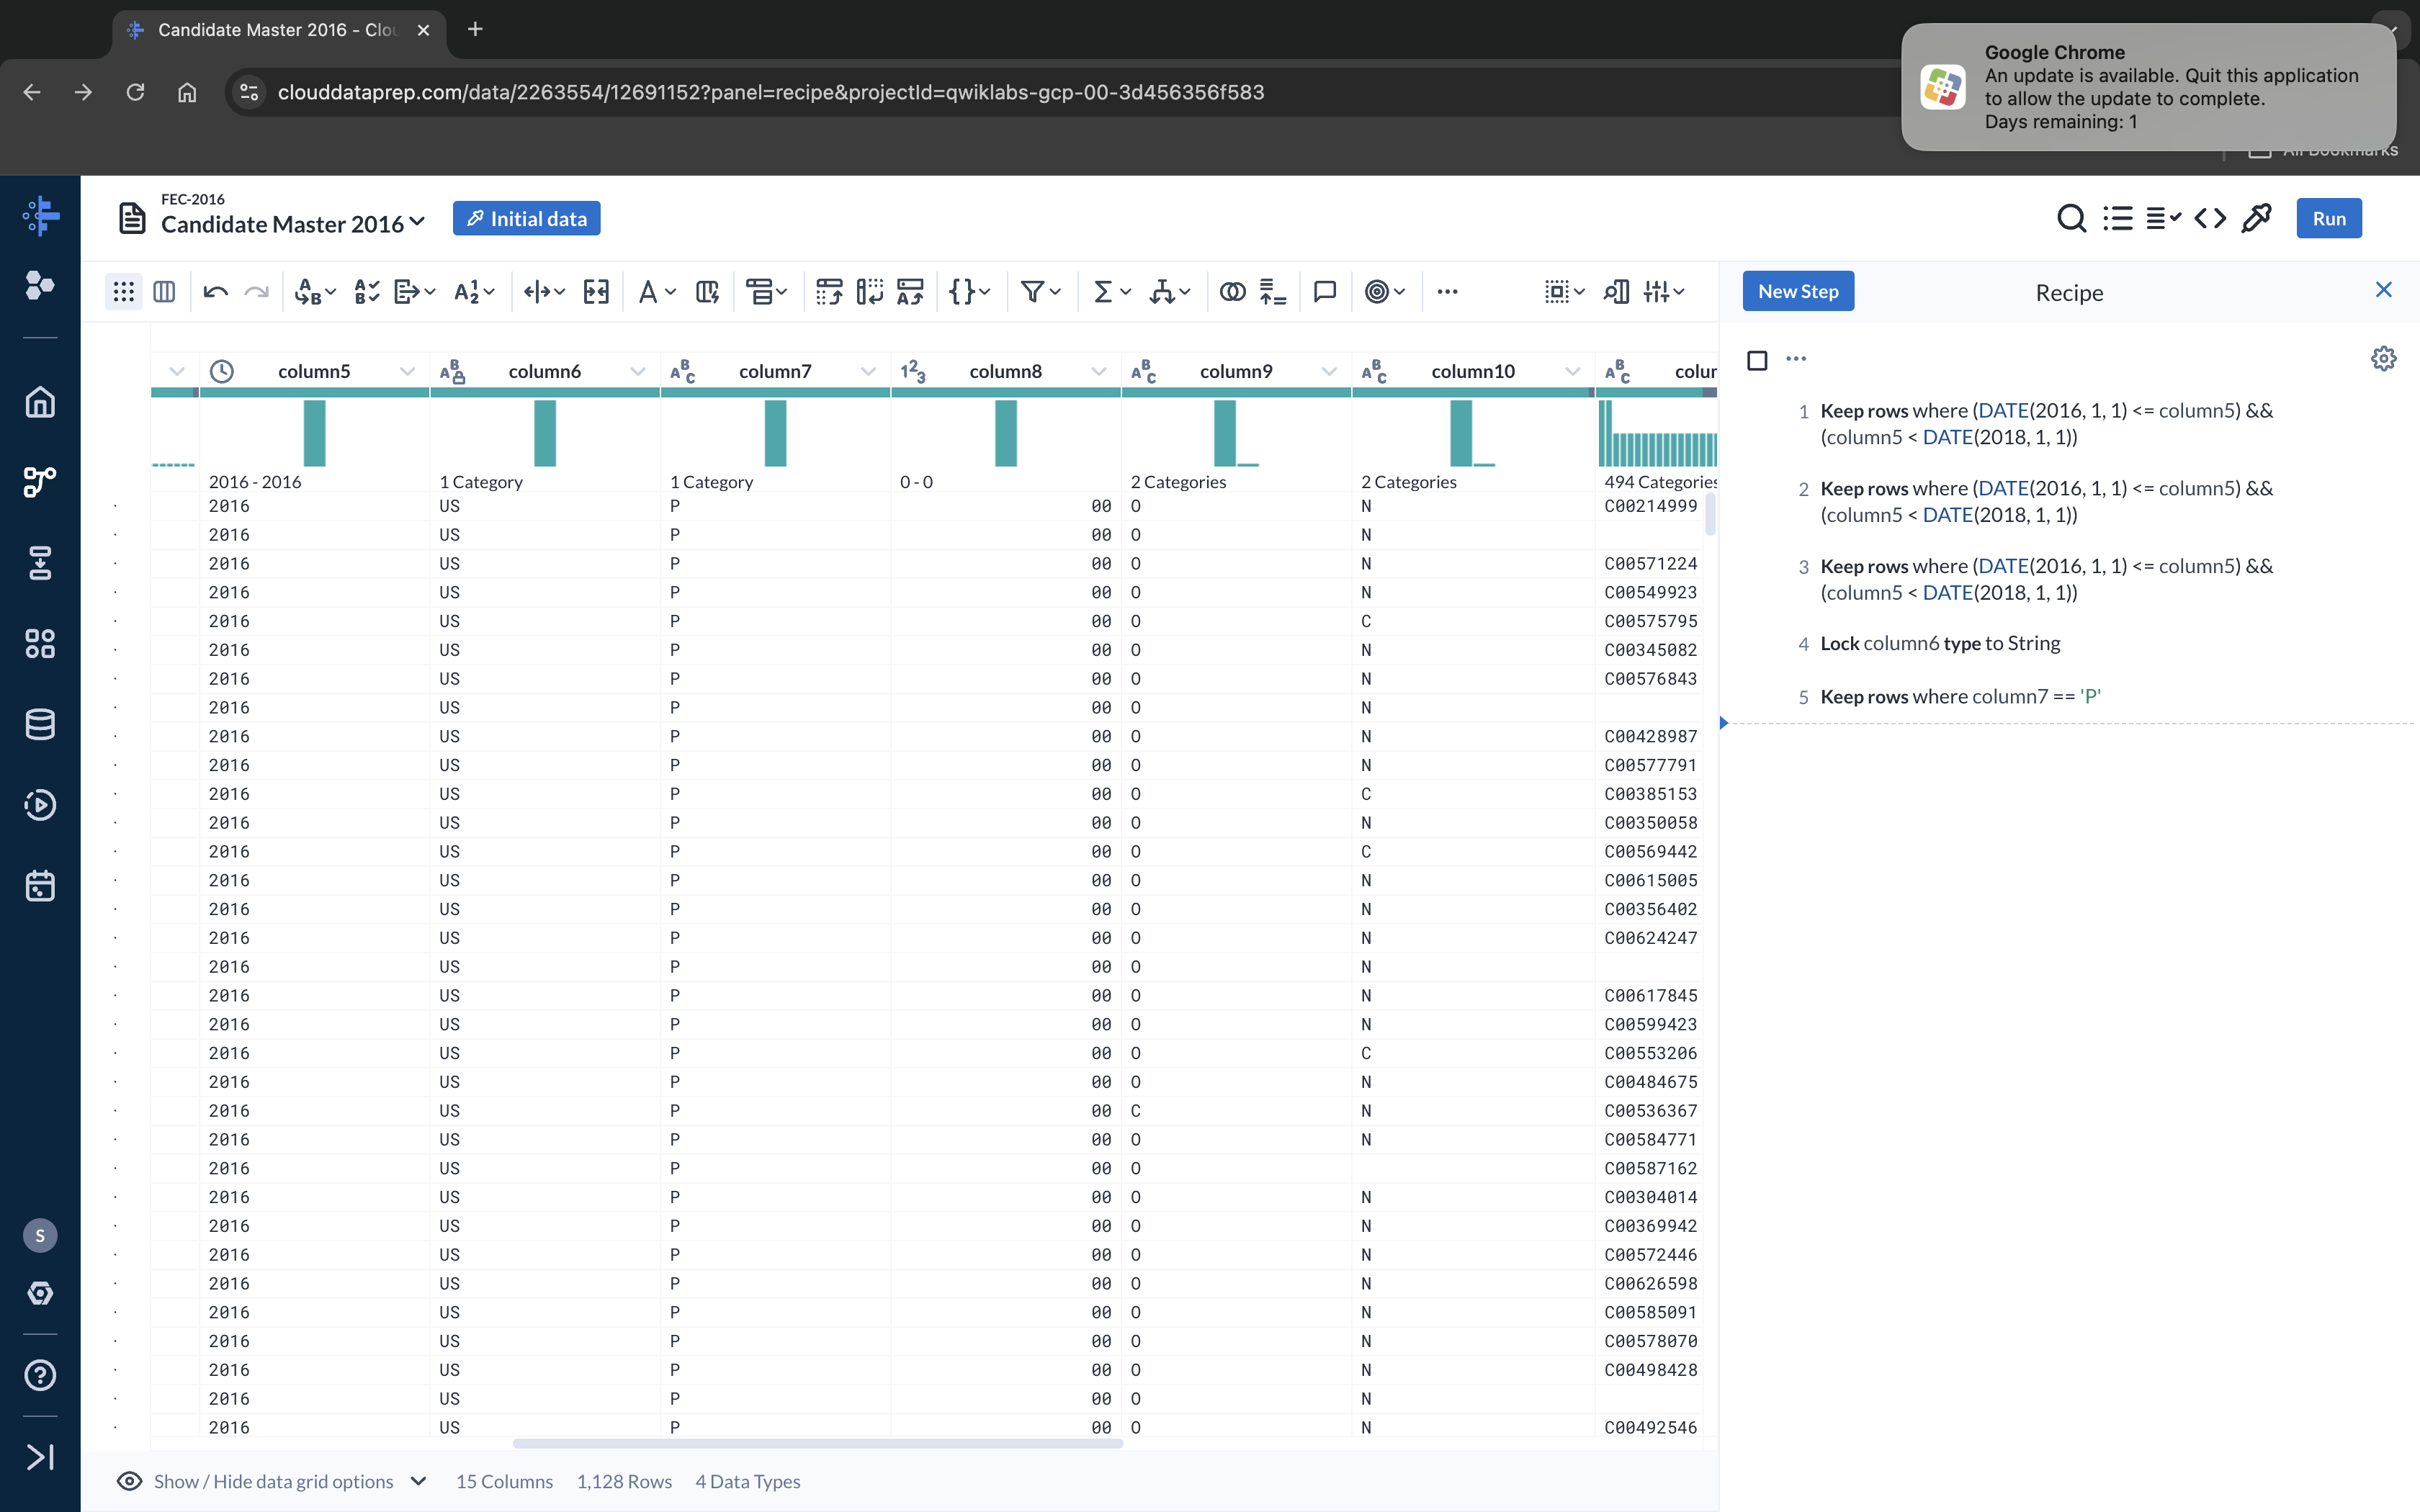 Candidate Master 2016 - Clou
Google Chrome
An update is available. Quit this application
to allow the update to complete.
Days remaining: 1
clouddataprep.com/data/2263554/12691152?panel=recipe&projectId=qwiklabs-gcp-00-3d456356f583
All Bookmarks
FEC-2016
Candidate Master 2016
Initial data
Run
New Step
Recipe
column5 column6 column7 column8 column9 column10 colur
2016 - 2016 1 Category 1 Category 0 - 0 2 Categories 2 Categories 494 Categories
2016 US P 00 O N C00214999
2016 US P 00 O N
2016 US P 00 O N C00571224
2016 US P 00 O N C00549923
2016 US P 00 O C C00575795
2016 US P 00 O N C00345082
2016 US P 00 O N C00576843
2016 US P 00 O N
2016 US P 00 O N C00428987
2016 US P 00 O N C00577791
2016 US P 00 O C C00385153
2016 US P 00 O N C00350058
2016 US P 00 O C C00569442
2016 US P 00 O N C00615005
2016 US P 00 O N C00356402
2016 US P 00 O N C00624247
2016 US P 00 O N
2016 US P 00 O N C00617845
2016 US P 00 O N C00599423
2016 US P 00 O C C00553206
2016 US P 00 O N C00484675
2016 US P 00 C N C00536367
2016 US P 00 O N C00584771
2016 US P 00 O C00587162
2016 US P 00 O N C00304014
2016 US P 00 O N C00369942
2016 US P 00 O N C00572446
2016 US P 00 O N C00626598
2016 US P 00 O N C00585091
2016 US P 00 O N C00578070
2016 US P 00 O N C00498428
2016 US P 00 O N
2016 US P 00 O N C00492546
1 Keep rows where (DATE(2016, 1, 1) <= column5) &&
(column5 < DATE(2018, 1, 1))
2 Keep rows where (DATE(2016, 1, 1) <= column5) &&
(column5 < DATE(2018, 1, 1))
3 Keep rows where (DATE(2016, 1, 1) <= column5) &&
(column5 < DATE(2018, 1, 1))
4 Lock column6 type to String
5 Keep rows where column7 == 'P'
S
Show / Hide data grid options 15 Columns 1,128 Rows 4 Data Types